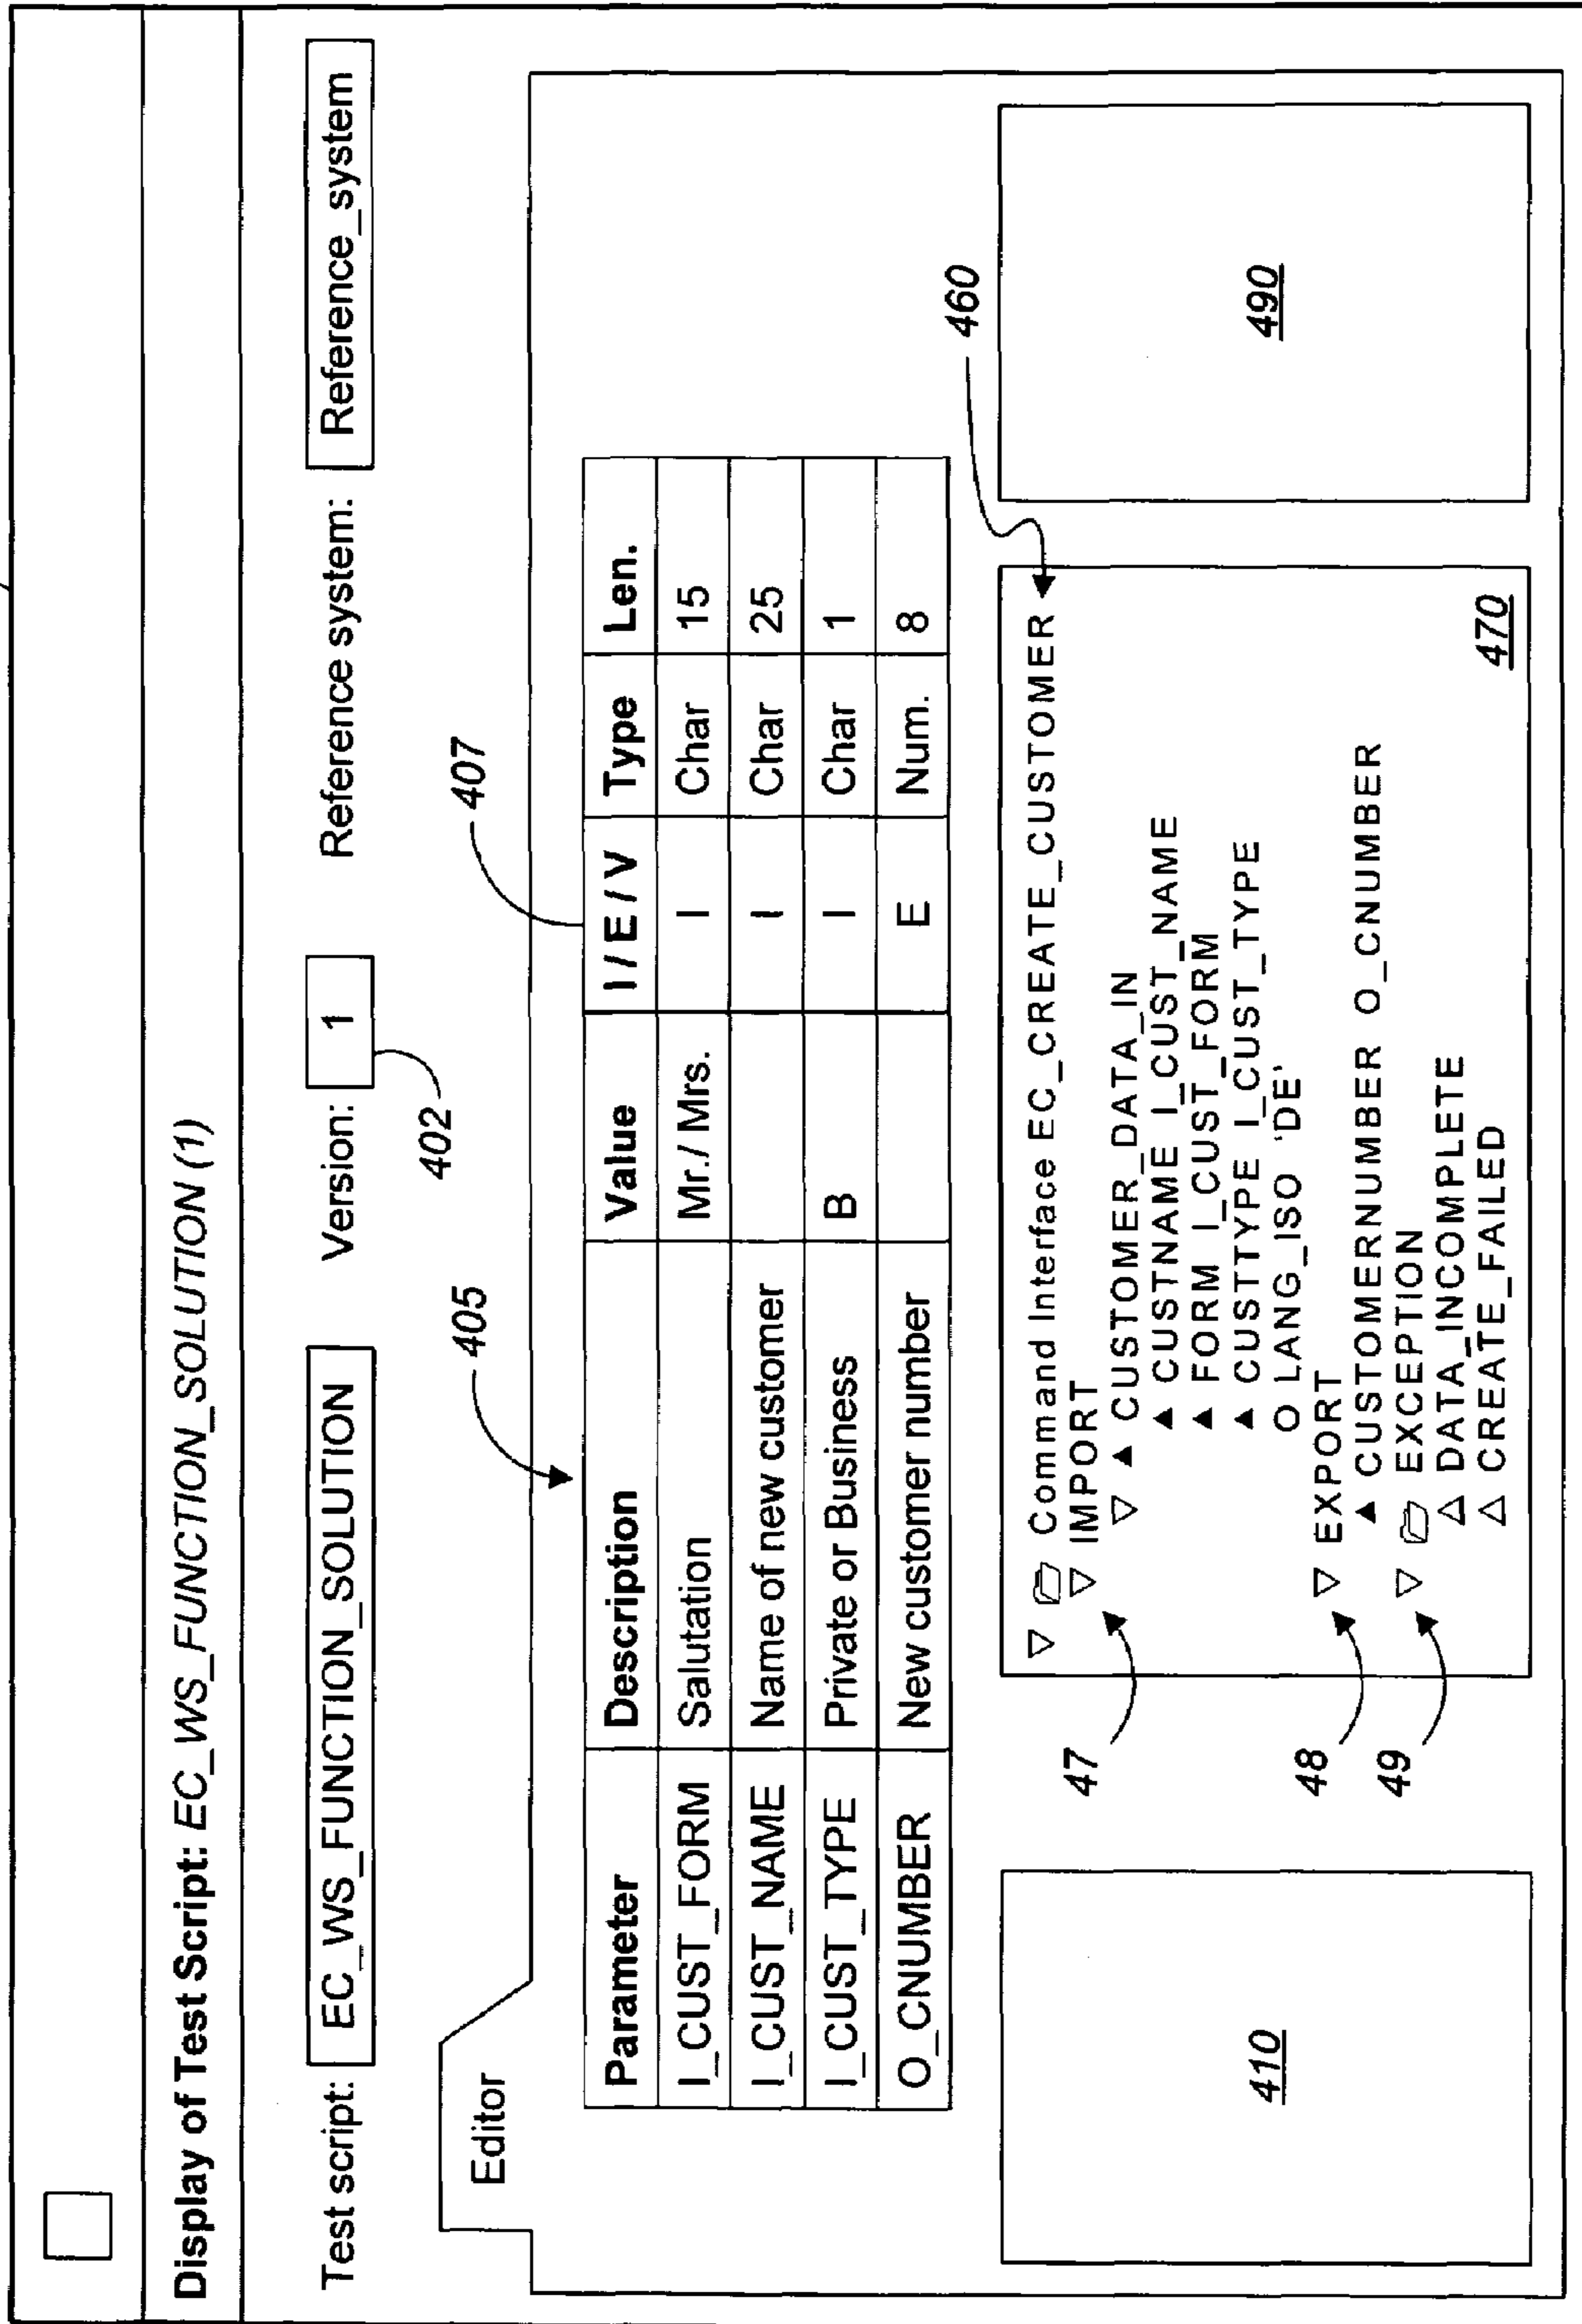 Display of Test Script: EC_WS_FUNCTION_SOLUTION (1)
Test script: EC_WS_FUNCTION_SOLUTION Version: 1 Reference system: Reference_system
402
Editor
405
407
Parameter Description Value I / E / V Type Len.
I_CUST_FORM Salutation Mr./ Mrs. I Char 15
I_CUST_NAME Name of new customer I Char 25
I_CUST_TYPE Private or Business B I Char 1
O_CNUMBER New customer number E Num. 8
460
410
47
48
49
Command Interface EC_CREATE_CUSTOMER
IMPORT
CUSTOMER_DATA_IN
CUSTNAME I_CUST_NAME
FORM I_CUST_FORM
CUSTTYPE I_CUST_TYPE
O LANG_ISO 'DE'
EXPORT
CUSTOMERNUMBER O_CNUMBER
EXCEPTION
DATA_INCOMPLETE
CREATE_FAILED
470
490